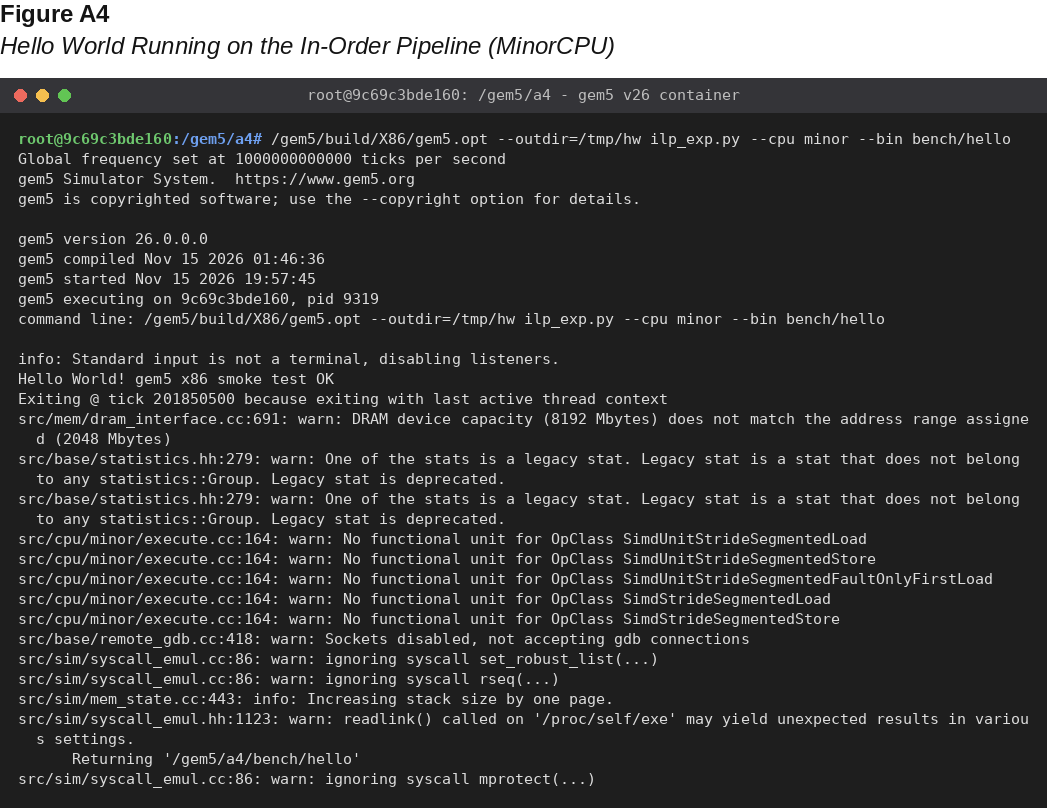 Figure A4
Hello World Running on the In-Order Pipeline (MinorCPU)
root@9c69c3bde160: /gem5/a4 - gem5 v26 container
root@9c69c3bde160:/gem5/a4# /gem5/build/X86/gem5.opt --outdir=/tmp/hw ilp_exp.py --cpu minor --bin bench/hello
Global frequency set at 1000000000000 ticks per second
gem5 Simulator System.  https://www.gem5.org
gem5 is copyrighted software; use the --copyright option for details.
gem5 version 26.0.0.0
gem5 compiled Nov 15 2026 01:46:36
gem5 started Nov 15 2026 19:57:45
gem5 executing on 9c69c3bde160, pid 9319
command line: /gem5/build/X86/gem5.opt --outdir=/tmp/hw ilp_exp.py --cpu minor --bin bench/hello
info: Standard input is not a terminal, disabling listeners.
Hello World! gem5 x86 smoke test OK
Exiting @ tick 201850500 because exiting with last active thread context
src/mem/dram_interface.cc:691: warn: DRAM device capacity (8192 Mbytes) does not match the address range assigne
d (2048 Mbytes)
src/base/statistics.hh:279: warn: One of the stats is a legacy stat. Legacy stat is a stat that does not belong
to any statistics::Group. Legacy stat is deprecated.
src/base/statistics.hh:279: warn: One of the stats is a legacy stat. Legacy stat is a stat that does not belong
to any statistics::Group. Legacy stat is deprecated.
src/cpu/minor/execute.cc:164: warn: No functional unit for OpClass SimdUnitStrideSegmentedLoad
src/cpu/minor/execute.cc:164: warn: No functional unit for OpClass SimdUnitStrideSegmentedStore
src/cpu/minor/execute.cc:164: warn: No functional unit for OpClass SimdUnitStrideSegmentedFaultOnlyFirstLoad
src/cpu/minor/execute.cc:164: warn: No functional unit for OpClass SimdStrideSegmentedLoad
src/cpu/minor/execute.cc:164: warn: No functional unit for OpClass SimdStrideSegmentedStore
src/base/remote_gdb.cc:418: warn: Sockets disabled, not accepting gdb connections
src/sim/syscall_emul.cc:86: warn: ignoring syscall set_robust_list(...)
src/sim/syscall_emul.cc:86: warn: ignoring syscall rseq(...)
src/sim/mem_state.cc:443: info: Increasing stack size by one page.
src/sim/syscall_emul.hh:1123: warn: readlink() called on '/proc/self/exe' may yield unexpected results in variou
s settings.
Returning '/gem5/a4/bench/hello'
src/sim/syscall_emul.cc:86: warn: ignoring syscall mprotect(...)